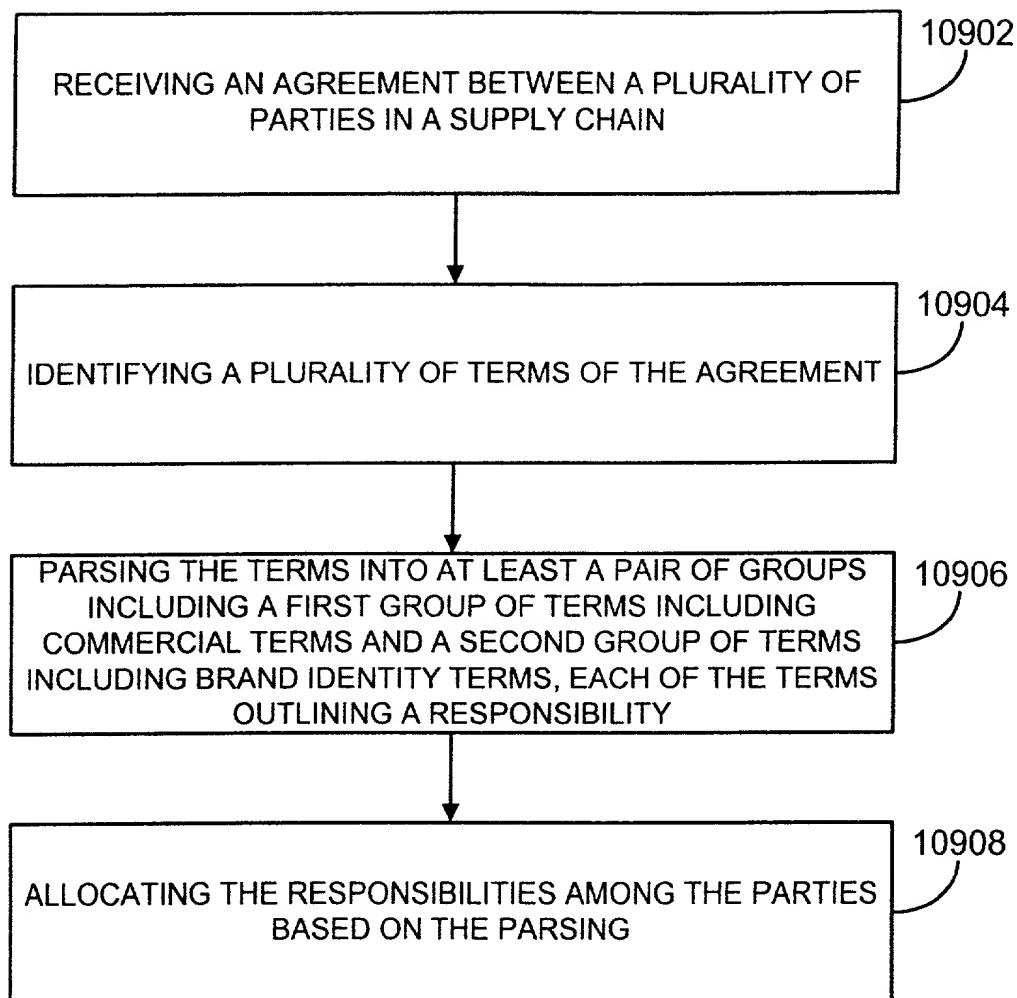 10902
RECEIVING AN AGREEMENT BETWEEN A PLURALITY OF
PARTIES IN A SUPPLY CHAIN
10904
IDENTIFYING A PLURALITY OF TERMS OF THE AGREEMENT
10906
PARSING THE TERMS INTO AT LEAST A PAIR OF GROUPS
INCLUDING A FIRST GROUP OF TERMS INCLUDING
COMMERCIAL TERMS AND A SECOND GROUP OF TERMS
INCLUDING BRAND IDENTITY TERMS, EACH OF THE TERMS
OUTLINING A RESPONSIBILITY
10908
ALLOCATING THE RESPONSIBILITIES AMONG THE PARTIES
BASED ON THE PARSING